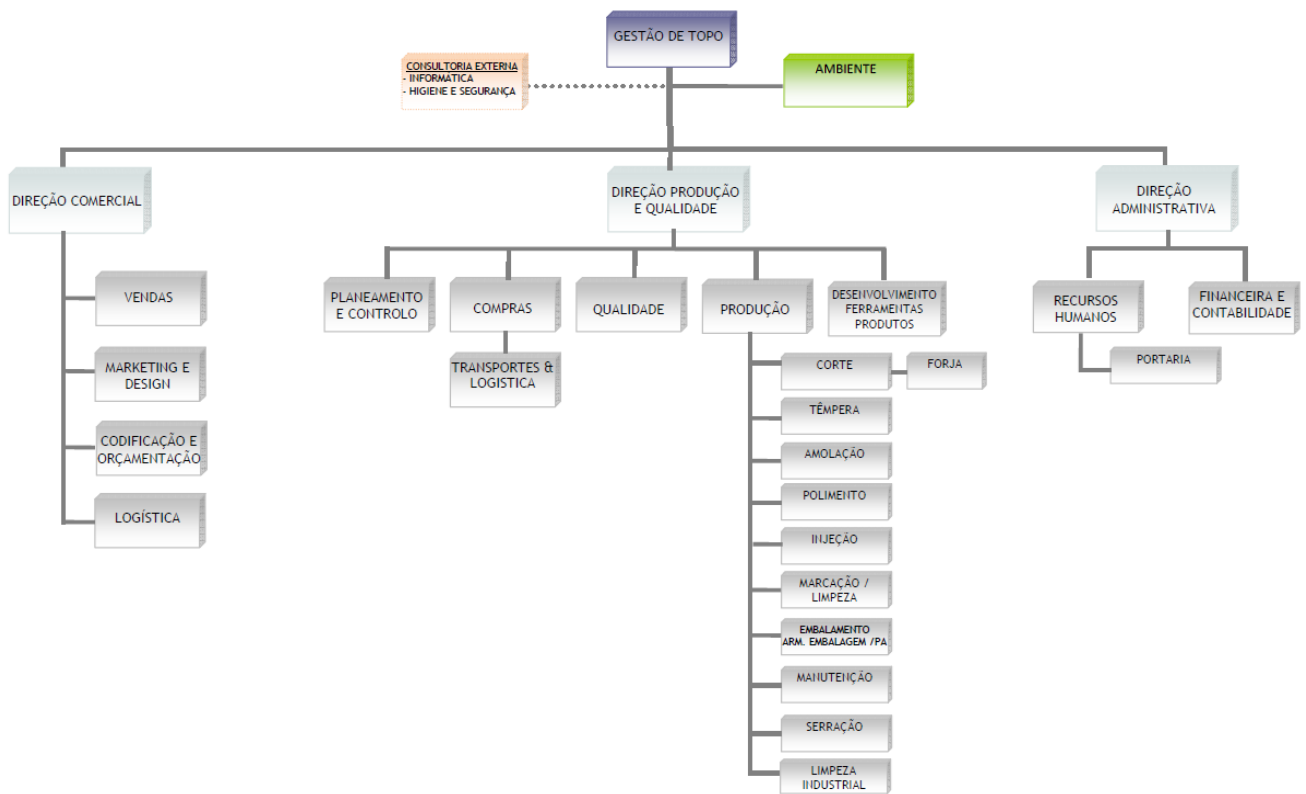 GESTÃO DE TOPO
CONSULTORIA EXTERNA
- INFORMATICA
- HIGIENE E SEGURANÇA
AMBIENTE
DIREÇÃO COMERCIAL
DIREÇÃO PRODUÇÃO
E QUALIDADE
DIREÇÃO
ADMINISTRATIVA
VENDAS
MARKETING E
DESIGN
CODIFICAÇÃO E
ORÇAMENTAÇÃO
LOGÍSTICA
PLANEAMENTO
E CONTROLO
COMPRAS
TRANSPORTES &
LOGISTICA
QUALIDADE
PRODUÇÃO
DESENVOLVIMENTO
FERRAMENTAS
PRODUTOS
CORTE
FORJA
TÊMPERA
AMOLAÇÃO
POLIMENTO
INJEÇÃO
MARCAÇÃO /
LIMPEZA
EMBALAMENTO
ARM. EMBALAGEM /PA
MANUTENÇÃO
SERRAÇÃO
LIMPEZA
INDUSTRIAL
RECURSOS
HUMANOS
PORTARIA
FINANCEIRA E
CONTABILIDADE